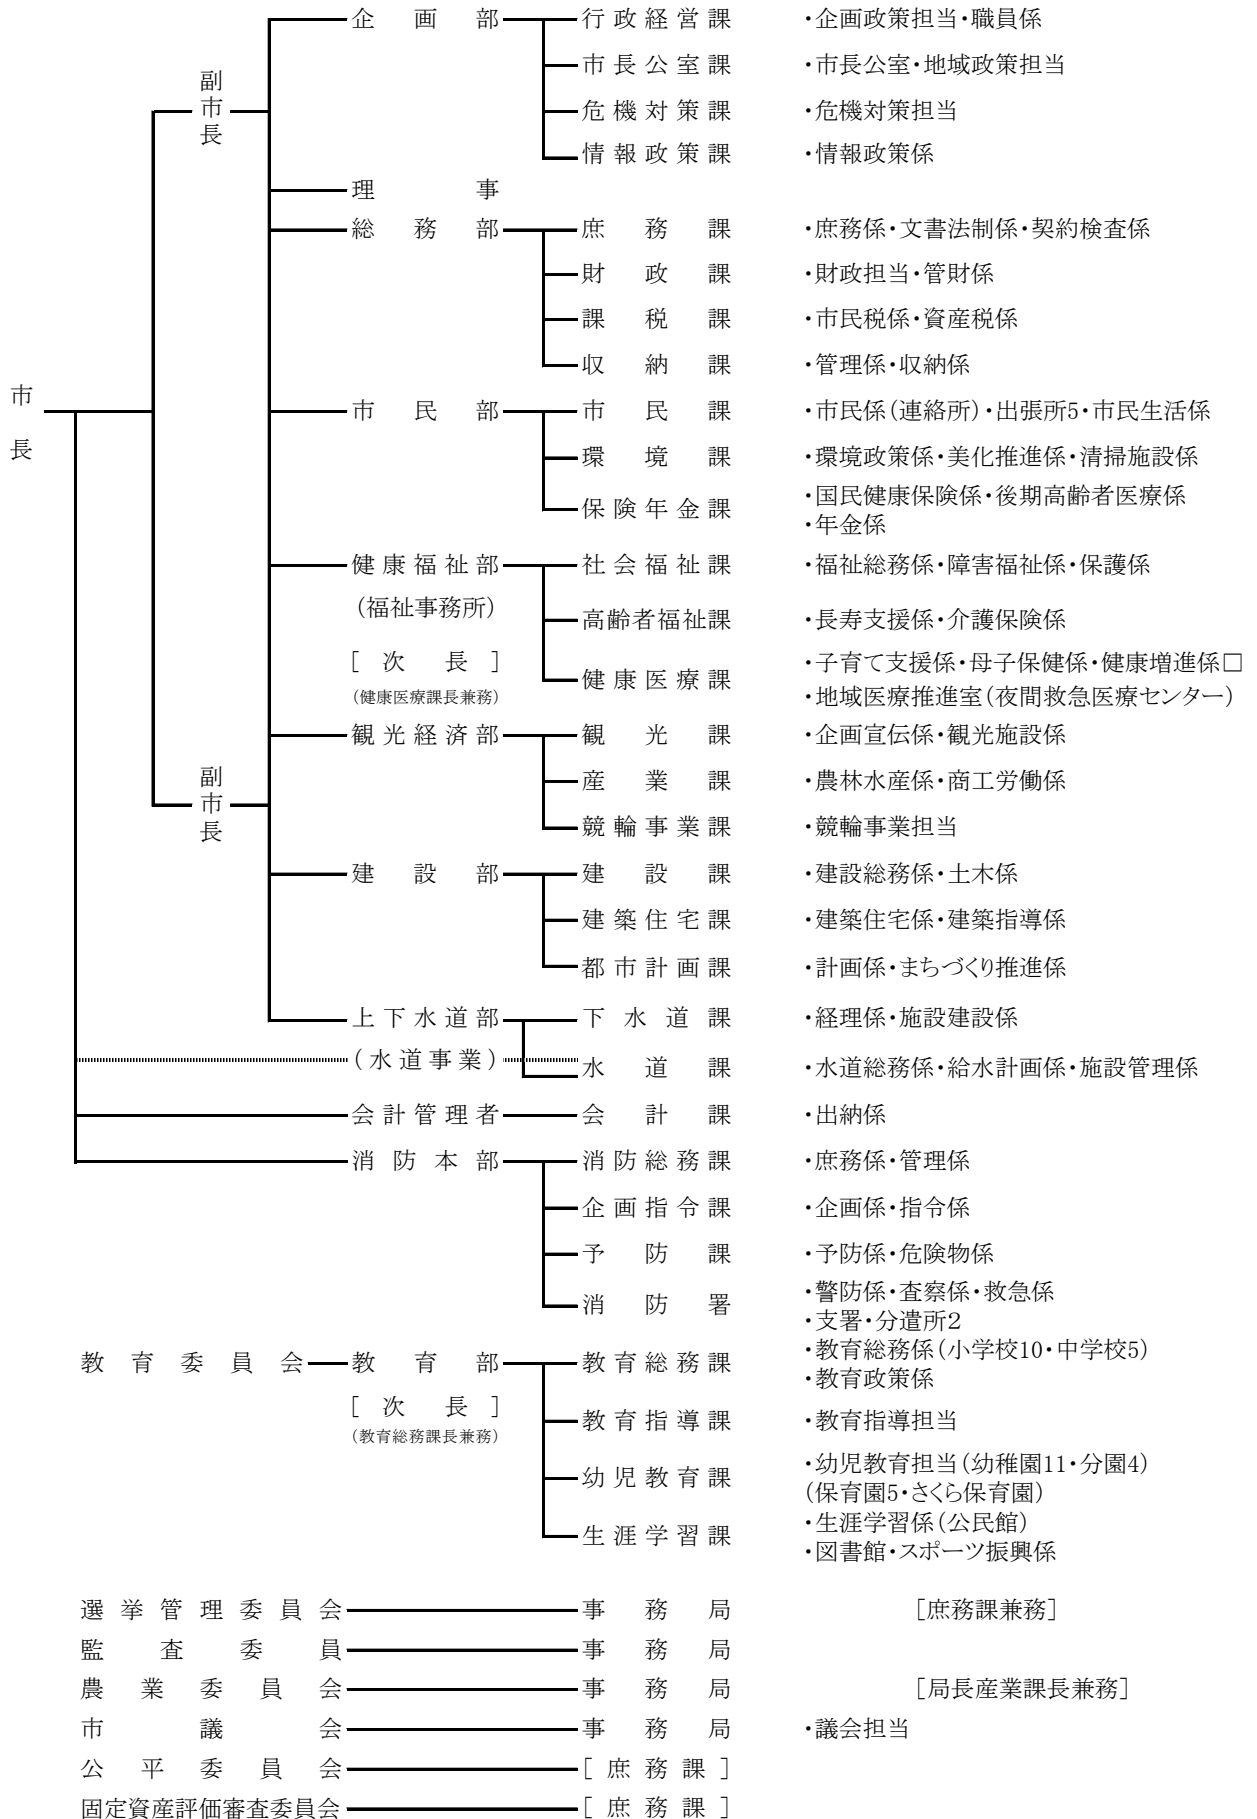 企画部 行政経営課 ・企画政策担当・職員係
市長公室課 ・市長公室・地域政策担当
副市長
危機対策課 ・危機対策担当
情報政策課 ・情報政策係
理事
総務部 庶務課 ・庶務係・文書法制係・契約検査係
財政課 ・財政担当・管財係
課税課 ・市民税係・資産税係
収納課 ・管理係・収納係
市長
市民部 市民課 ・市民係(連絡所)・出張所5・市民生活係
環境課 ・環境政策係・美化推進係・清掃施設係
保険年金課 ・国民健康保険係・後期高齢者医療係
・年金係
健康福祉部 社会福祉課 ・福祉総務係・障害福祉係・保護係
(福祉事務所) 高齢者福祉課 ・長寿支援係・介護保険係
[次長] 健康医療課 ・子育て支援係・母子保健係・健康増進係□
(健康医療課長兼務) ・地域医療推進室(夜間救急医療センター)
観光経済部 観光課 ・企画宣伝係・観光施設係
副市長
産業課 ・農林水産係・商工労働係
競輪事業課 ・競輪事業担当
建設部 建設課 ・建設総務係・土木係
建築住宅課 ・建築住宅係・建築指導係
都市計画課 ・計画係・まちづくり推進係
上下水道部 下水道課 ・経理係・施設建設係
(水道事業) 水道課 ・水道総務係・給水計画係・施設管理係
会計管理者 会計課 ・出納係
消防本部 消防総務課 ・庶務係・管理係
企画指令課 ・企画係・指令係
予防課 ・予防係・危険物係
消防署 ・警防係・査察係・救急係
・支署・分遣所2
教育委員会 教育部 教育総務課 ・教育総務係(小学校10・中学校5)
・教育政策係
[次長] 教育指導課 ・教育指導担当
(教育総務課長兼務)
幼児教育課 ・幼児教育担当(幼稚園11・分園4)
(保育園5・さくら保育園)
生涯学習課 ・生涯学習係(公民館)
・図書館・スポーツ振興係
選挙管理委員会 事務局 [庶務課兼務]
監査委員 事務局
農業委員会 事務局 [局長産業課長兼務]
市議会 事務局 ・議会担当
公平委員会 [庶務課]
固定資産評価審査委員会 [庶務課]